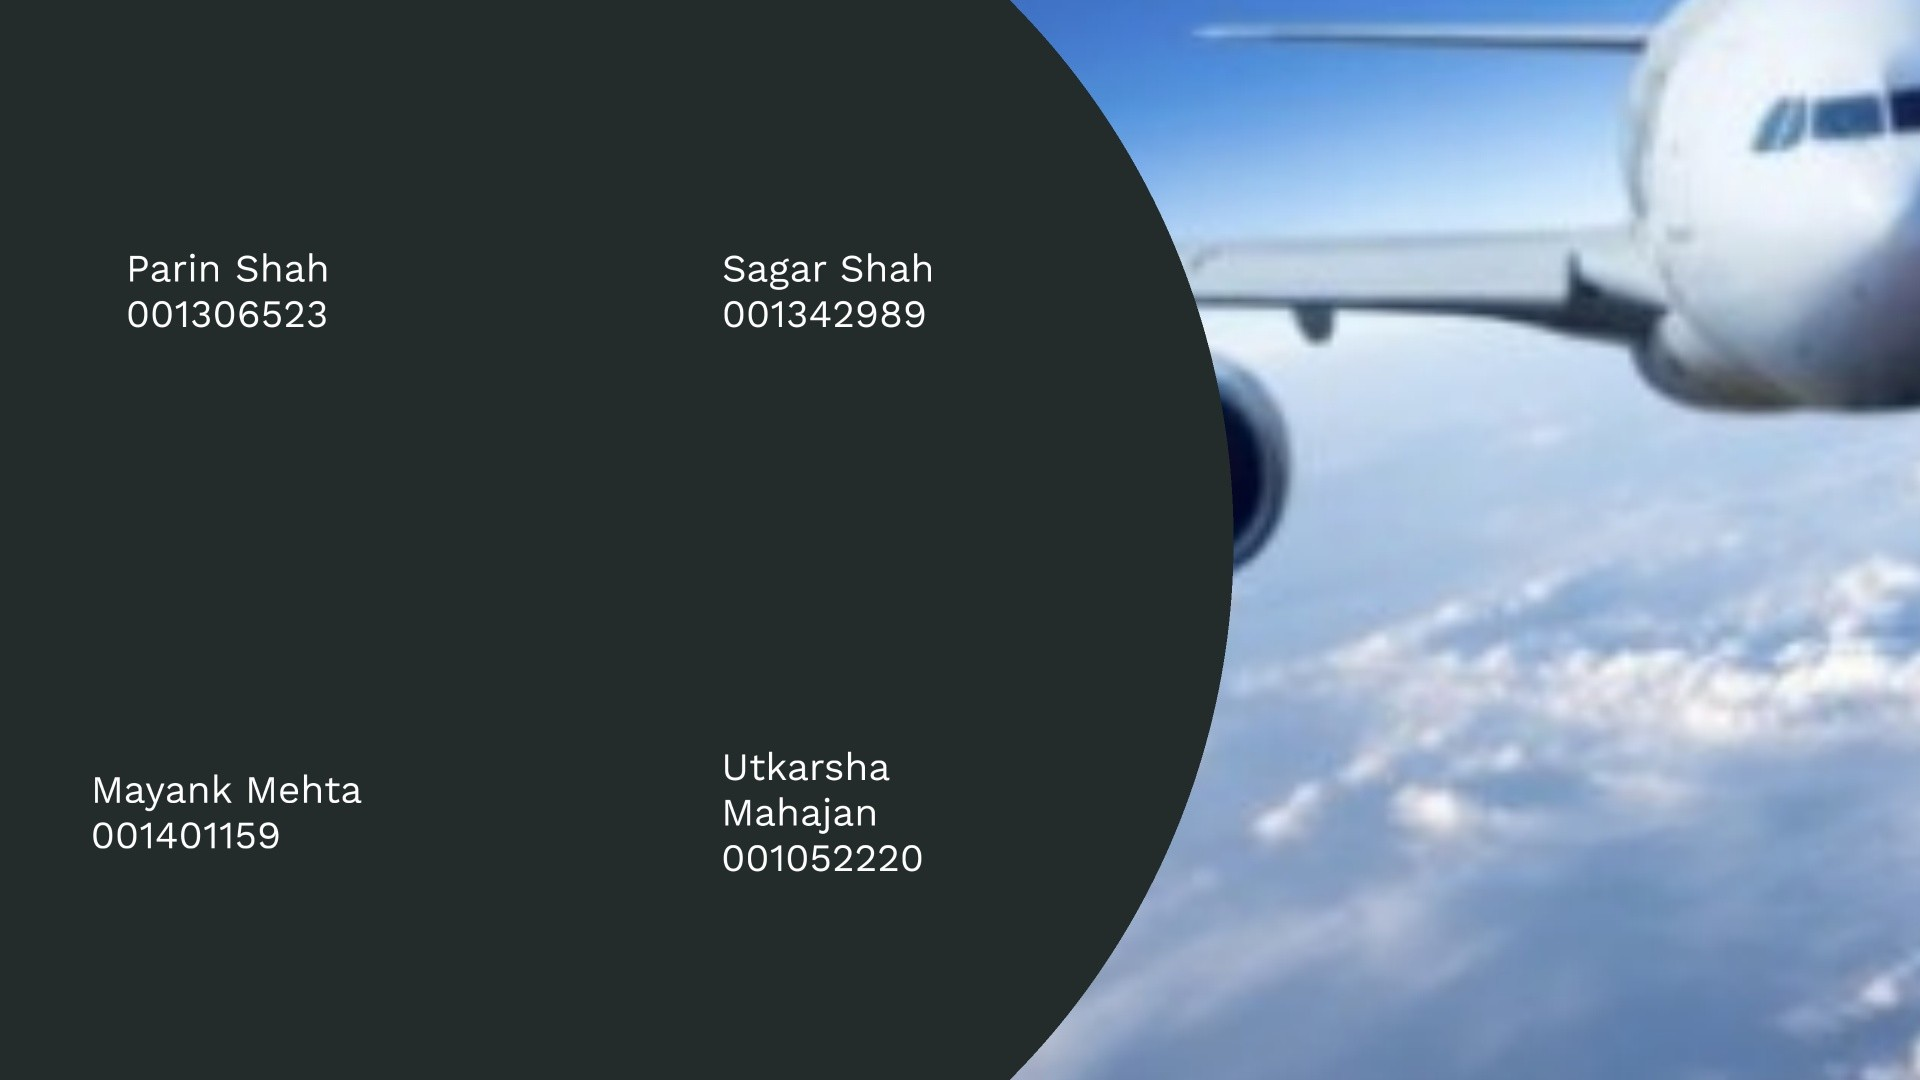 Parin Shah
001306523
Sagar Shah
001342989
Mayank Mehta
001401159
Utkarsha
Mahajan
001052220